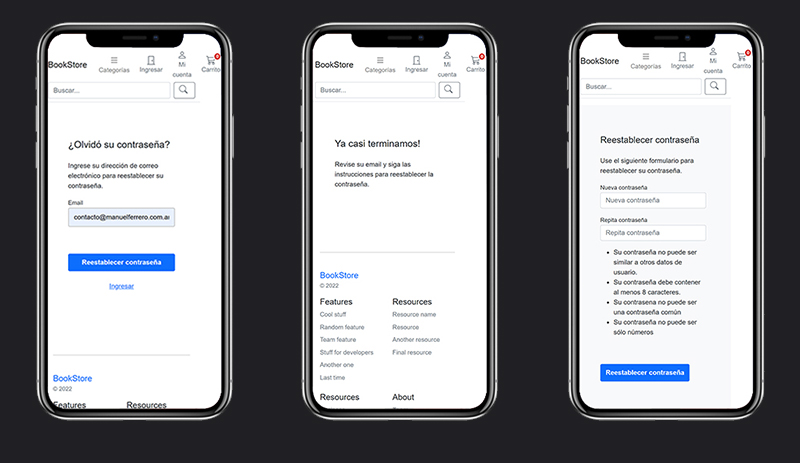 BookStore
Categorías
Ingresar
Mi
cuenta
0
Carrito
Buscar...
¿Olvidó su contraseña?
Ingrese su dirección de correo
electrónico para reestablecer su
contraseña.
Email
contacto@manuelferrero.com.ar
Reestablecer contraseña
Ingresar
BookStore
© 2022
Features
Resources
BookStore
Categorías
Ingresar
Mi
cuenta
0
Carrito
Buscar...
Ya casi terminamos!
Revise su email y siga las
instrucciones para reestablecer la
contraseña.
BookStore
© 2022
Features
Cool stuff
Random feature
Team feature
Stuff for developers
Another one
Last time
Resources
Resource name
Resource
Another resource
Final resource
Resources
About
BookStore
Categorías
Ingresar
Mi
cuenta
0
Carrito
Buscar...
Reestablecer contraseña
Use el siguiente formulario para
reestablecer su contraseña.
Nueva contraseña
Nueva contraseña
Repita contraseña
Repita contraseña
Su contraseña no puede ser
similar a otros datos de
usuario.
Su contraseña debe contener
al menos 8 caracteres.
Su contrasena no puede ser
una contraseña común
Su contraseña no puede ser
sólo números
Reestablecer contraseña